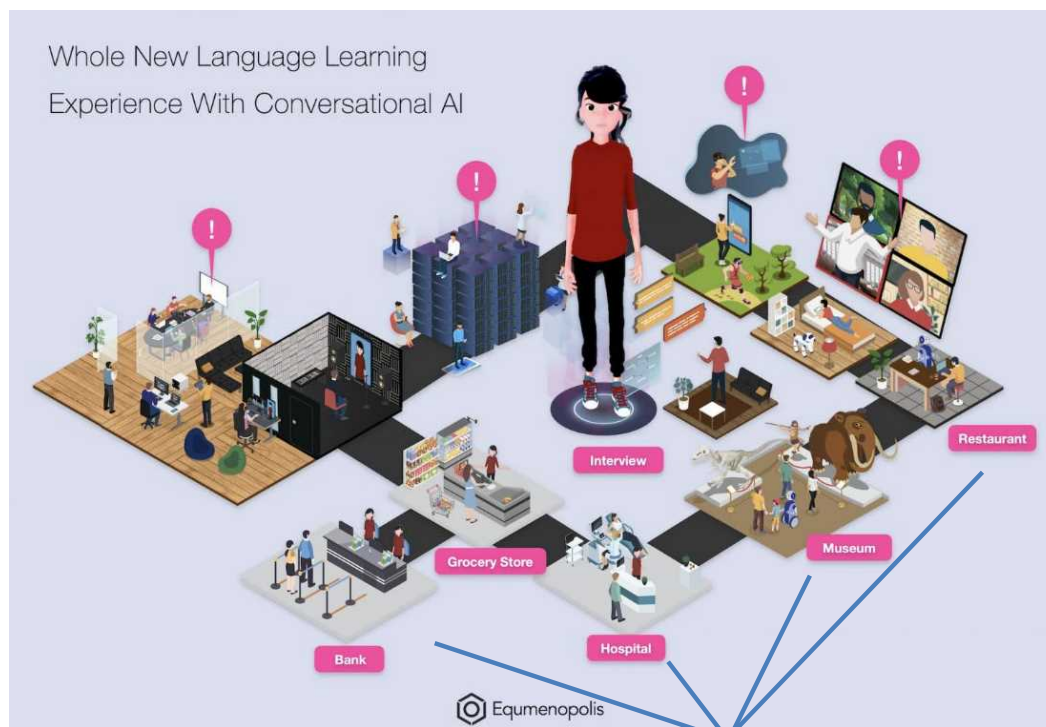 Whole New Language Learning
Experience With Conversational AI
!
!
!
!
Interview
Restaurant
Museum
Grocery Store
Hospital
Bank
Equmenopolis